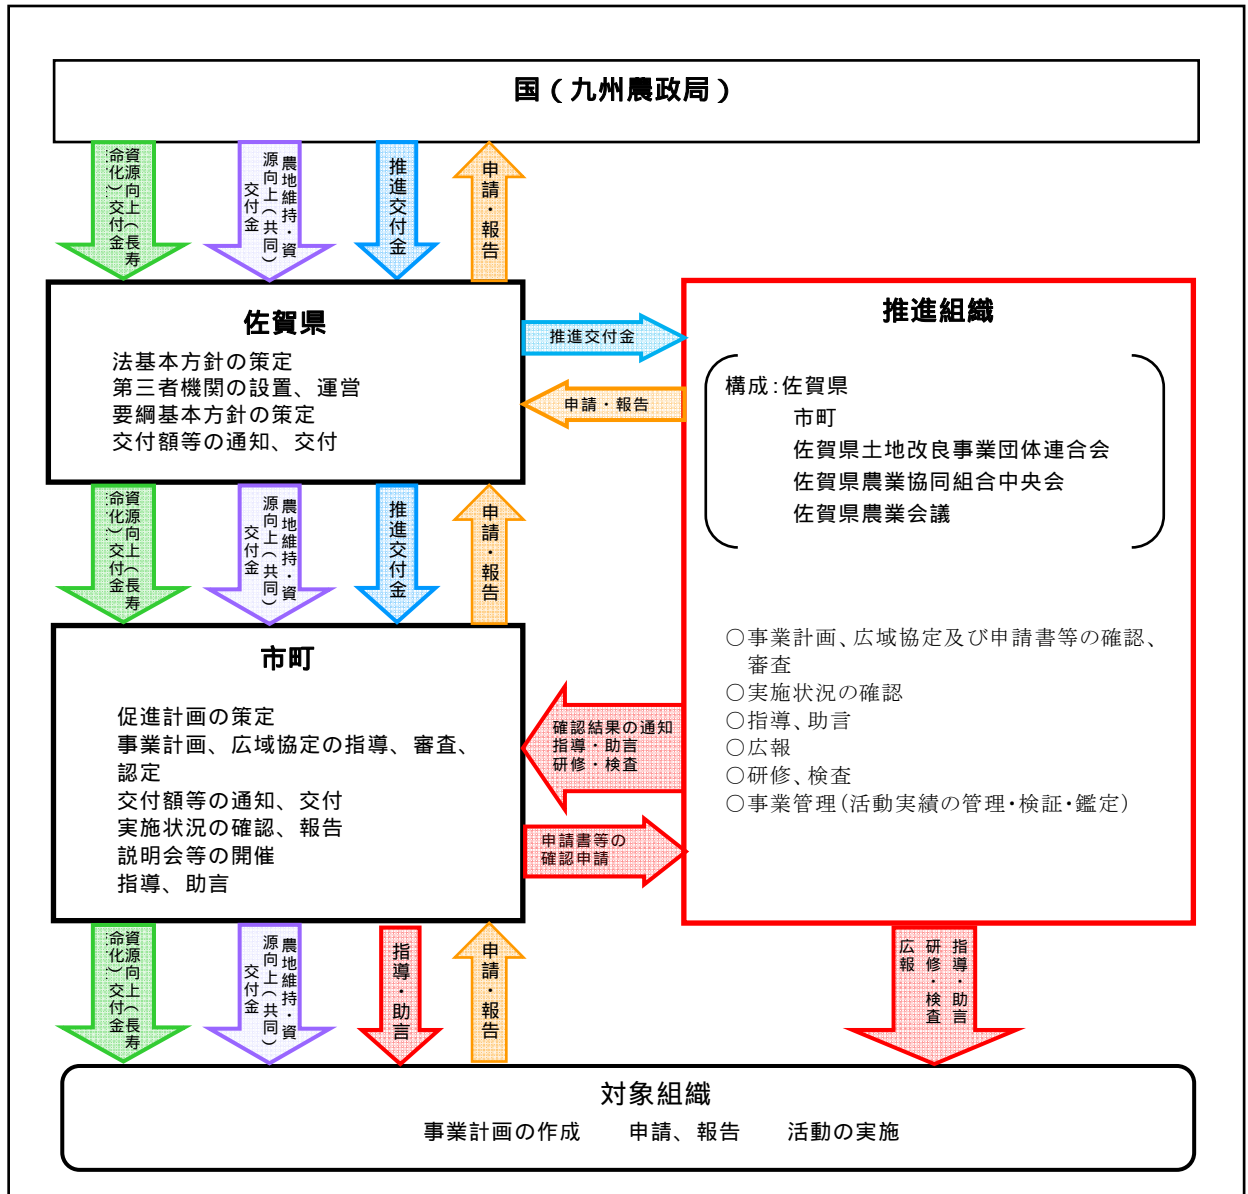 国（九州農政局）
資源向上（長寿
命化）交付金
農地維持・資
源向上（共同）
交付金
推進交付金
申請・報告
佐賀県
法基本方針の策定
第三者機関の設置、運営
要綱基本方針の策定
交付額等の通知、交付
推進交付金
申請・報告
推進組織
構成：佐賀県
市町
佐賀県土地改良事業団体連合会
佐賀県農業協同組合中央会
佐賀県農業会議
○事業計画、広域協定及び申請書等の確認、
審査
○実施状況の確認
○指導、助言
○広報
○研修、検査
○事業管理（活動実績の管理・検証・鑑定）
資源向上（長寿
命化）交付金
農地維持・資
源向上（共同）
交付金
推進交付金
申請・報告
市町
促進計画の策定
事業計画、広域協定の指導、審査、
認定
交付額等の通知、交付
実施状況の確認、報告
説明会等の開催
指導、助言
確認結果の通知
指導・助言
研修・検査
申請書等の
確認申請
資源向上（長寿
命化）交付金
農地維持・資
源向上（共同）
交付金
指導・助言
申請・報告
指導・助言
研修・検査
広報
対象組織
事業計画の作成　申請、報告　活動の実施